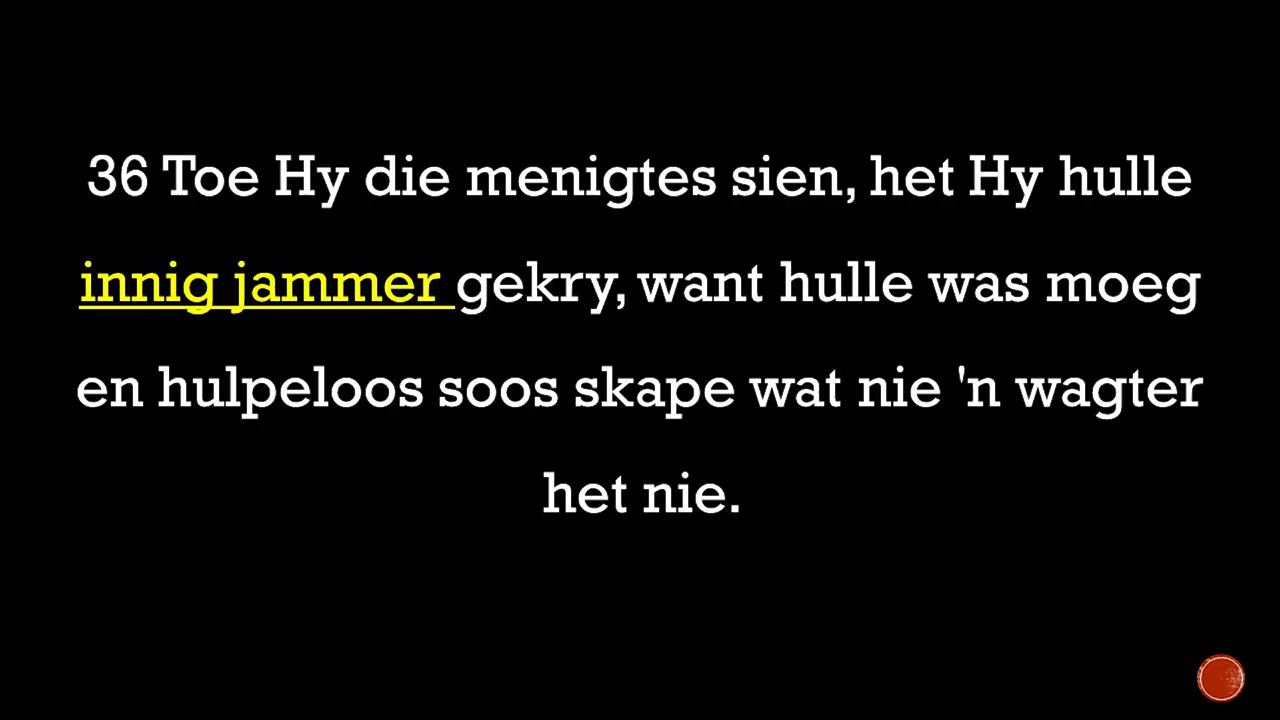 36 Toe Hy die menigtes sien, het Hy hulle
innig jammer gekry, want hulle was moeg
en hulpeloos soos skape wat nie 'n wagter
het nie.